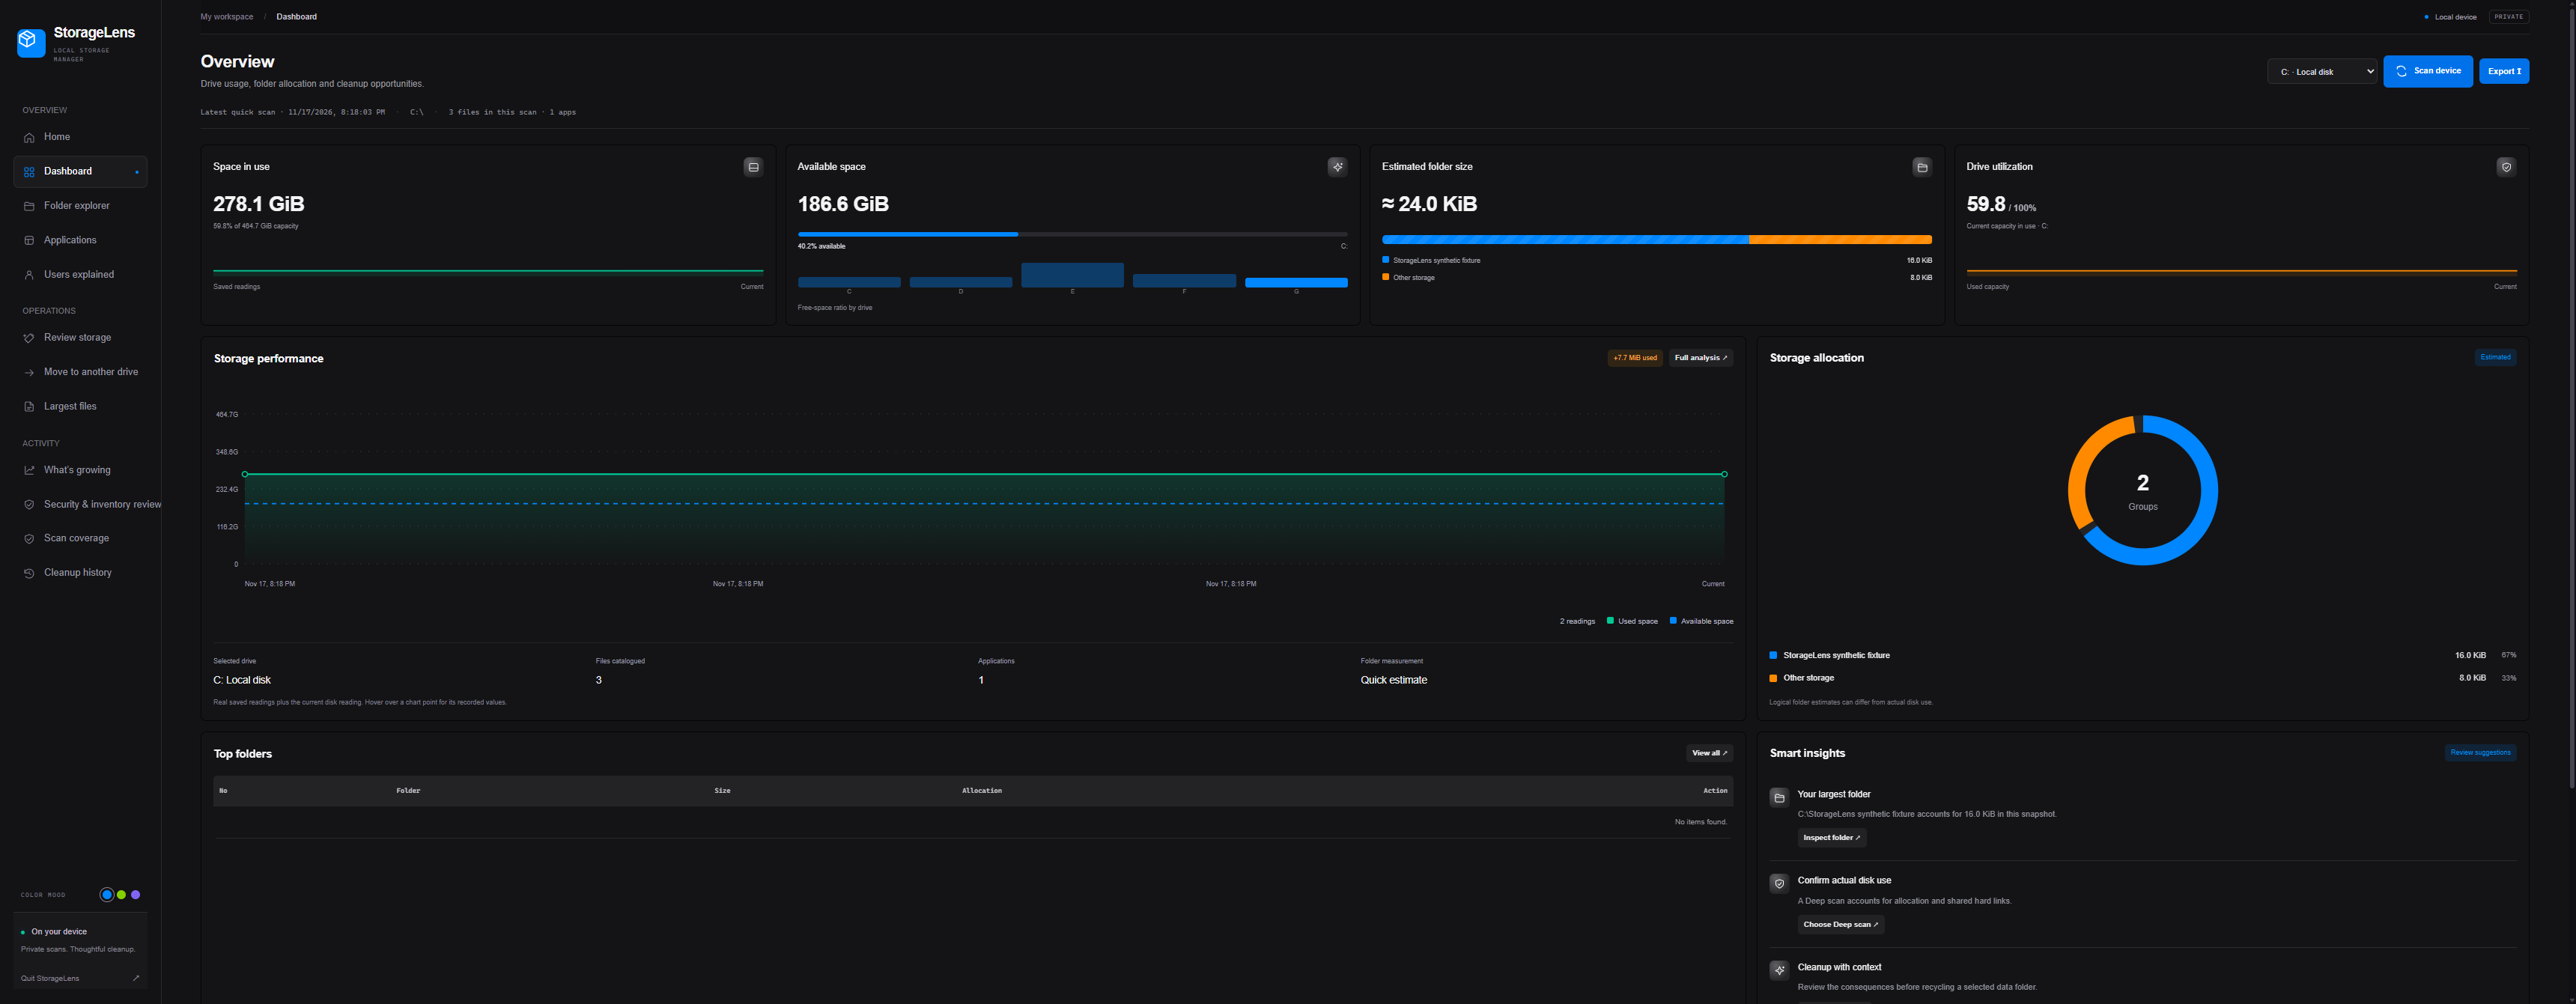 StorageLens
LOCAL STORAGE
MANAGER
OVERVIEW
Home
Dashboard
Folder explorer
Applications
Users explained
OPERATIONS
Review storage
Move to another drive
Largest files
ACTIVITY
What's growing
Security & inventory review
Scan coverage
Cleanup history
COLOR MOOD
On your device
Private scans. Thoughtful cleanup.
Quit StorageLens ↗
My workspace / Dashboard
Local device PRIVATE
Overview
Drive usage, folder allocation and cleanup opportunities.
C: · Local disk
Scan device
Export ↧
Latest quick scan · 11/17/2026, 8:18:03 PM · C:\ · 3 files in this scan · 1 apps
Space in use
278.1 GiB
59.8% of 464.7 GiB capacity
Saved readings Current
Available space
186.6 GiB
40.2% available C:
C D E F G
Free-space ratio by drive
Estimated folder size
≈ 24.0 KiB
StorageLens synthetic fixture 16.0 KiB
Other storage 8.0 KiB
Drive utilization
59.8 / 100%
Current capacity in use · C:
Used capacity Current
Storage performance
+7.7 MiB used
Full analysis ↗
464.7G
348.6G
232.4G
116.2G
0
Nov 17, 8:18 PM Nov 17, 8:18 PM Nov 17, 8:18 PM Current
2 readings Used space Available space
Selected drive Files catalogued Applications Folder measurement
C: Local disk 3 1 Quick estimate
Real saved readings plus the current disk reading. Hover over a chart point for its recorded values.
Storage allocation
Estimated
2
Groups
StorageLens synthetic fixture 16.0 KiB 67%
Other storage 8.0 KiB 33%
Logical folder estimates can differ from actual disk use.
Top folders
View all ↗
No Folder Size Allocation Action
No items found.
Smart insights
Review suggestions
Your largest folder
C:\StorageLens synthetic fixture accounts for 16.0 KiB in this snapshot.
Inspect folder ↗
Confirm actual disk use
A Deep scan accounts for allocation and shared hard links.
Choose Deep scan ↗
Cleanup with context
Review the consequences before recycling a selected data folder.